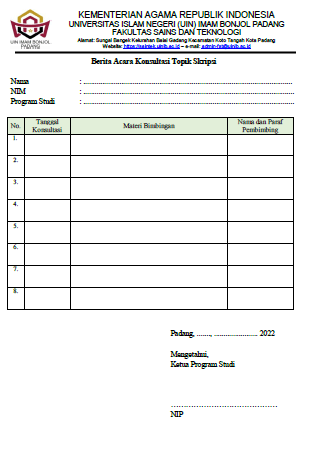 KEMENTERIAN AGAMA REPUBLIK INDONESIA
UNIVERSITAS ISLAM NEGERI (UIN) IMAM BONJOL PADANG
FAKULTAS SAINS DAN TEKNOLOGI
Alamat: Sungai Bangek Kelurahan Balai Gadang Kecamatan Koto Tangah Kota Padang
Website: https://saintek.uinib.ac.id – e-mail: admin-fst@uinib.ac.id
UIN IMAM BONJOL
PADANG
Berita Acara Konsultasi Topik Skripsi
Nama : ................................................................
NIM : ................................................................
Program Studi : ................................................................
No. Tanggal Konsultasi Materi Bimbingan Nama dan Paraf Pembimbing
1.
2.
3.
4.
5.
6.
7.
8.
Padang, ......., ........................ 2022
Mengetahui,
Ketua Program Studi
..........................................
NIP